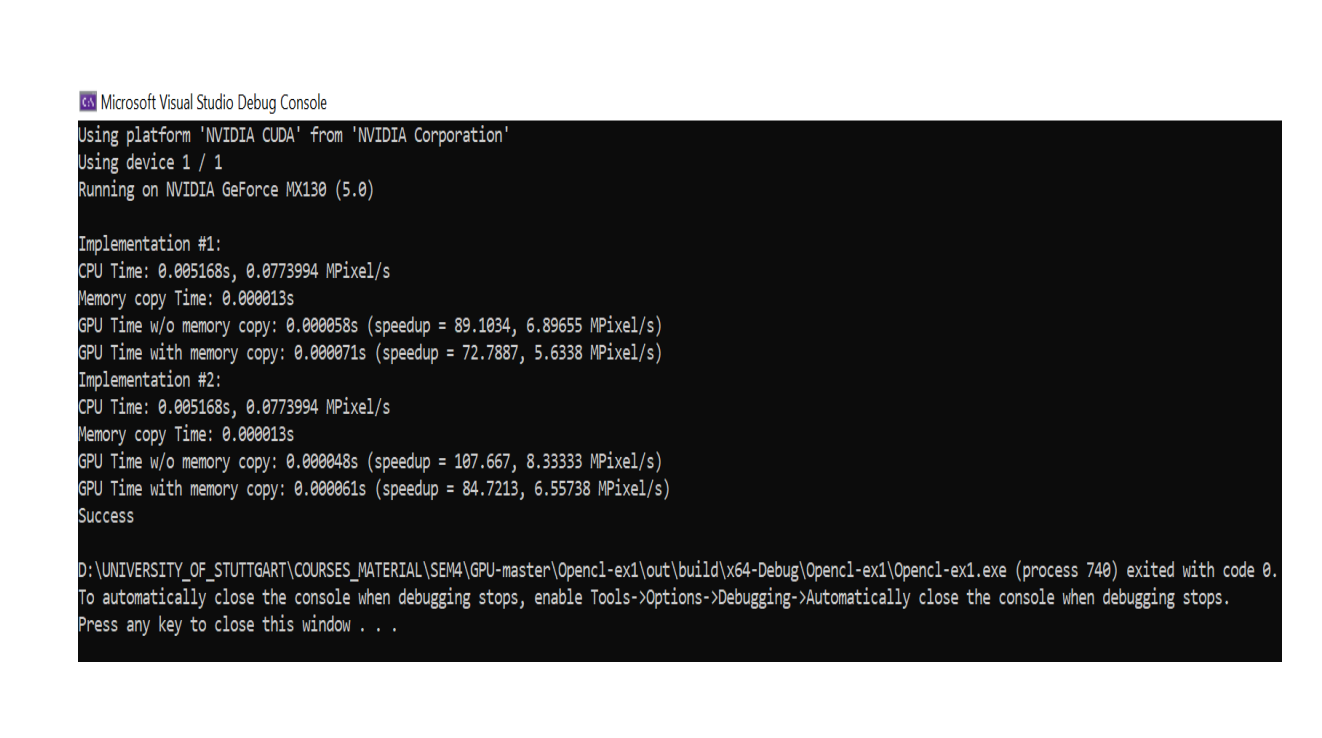 Microsoft Visual Studio Debug Console
Using platform 'NVIDIA CUDA' from 'NVIDIA Corporation'
Using device 1 / 1
Running on NVIDIA GeForce MX130 (5.0)
Implementation #1:
CPU Time: 0.005168s, 0.0773994 MPixel/s
Memory copy Time: 0.000013s
GPU Time w/o memory copy: 0.000058s (speedup = 89.1034, 6.89655 MPixel/s)
GPU Time with memory copy: 0.000071s (speedup = 72.7887, 5.6338 MPixel/s)
Implementation #2:
CPU Time: 0.005168s, 0.0773994 MPixel/s
Memory copy Time: 0.000013s
GPU Time w/o memory copy: 0.000048s (speedup = 107.667, 8.33333 MPixel/s)
GPU Time with memory copy: 0.000061s (speedup = 84.7213, 6.55738 MPixel/s)
Success
D:\UNIVERSITY_OF_STUTTGART\COURSES_MATERIAL\SEM4\GPU-master\Opencl-ex1\out\build\x64-Debug\Opencl-ex1\Opencl-ex1.exe (process 740) exited with code 0.
To automatically close the console when debugging stops, enable Tools->Options->Debugging->Automatically close the console when debugging stops.
Press any key to close this window . . .